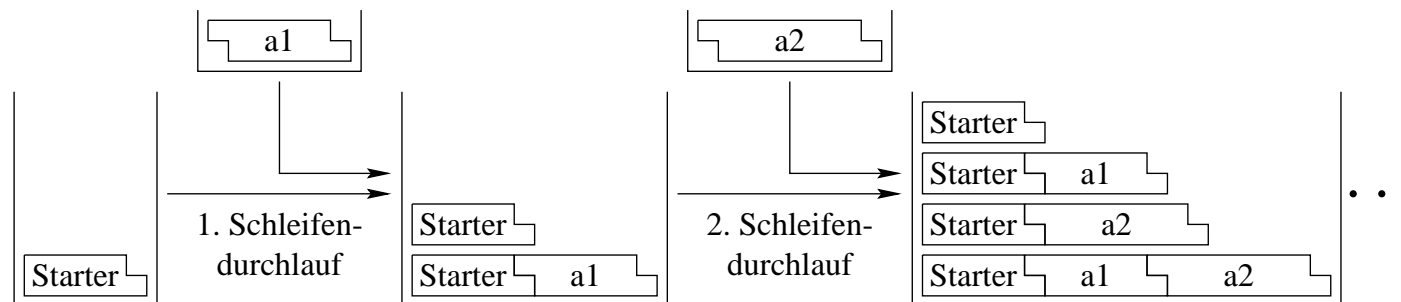 a1
a2
Starter
Starter a1
Starter
Starter a2
1. Schleifen-
durchlauf
Starter
Starter a1
2. Schleifen-
durchlauf
Starter a1 a2
Starter
. .